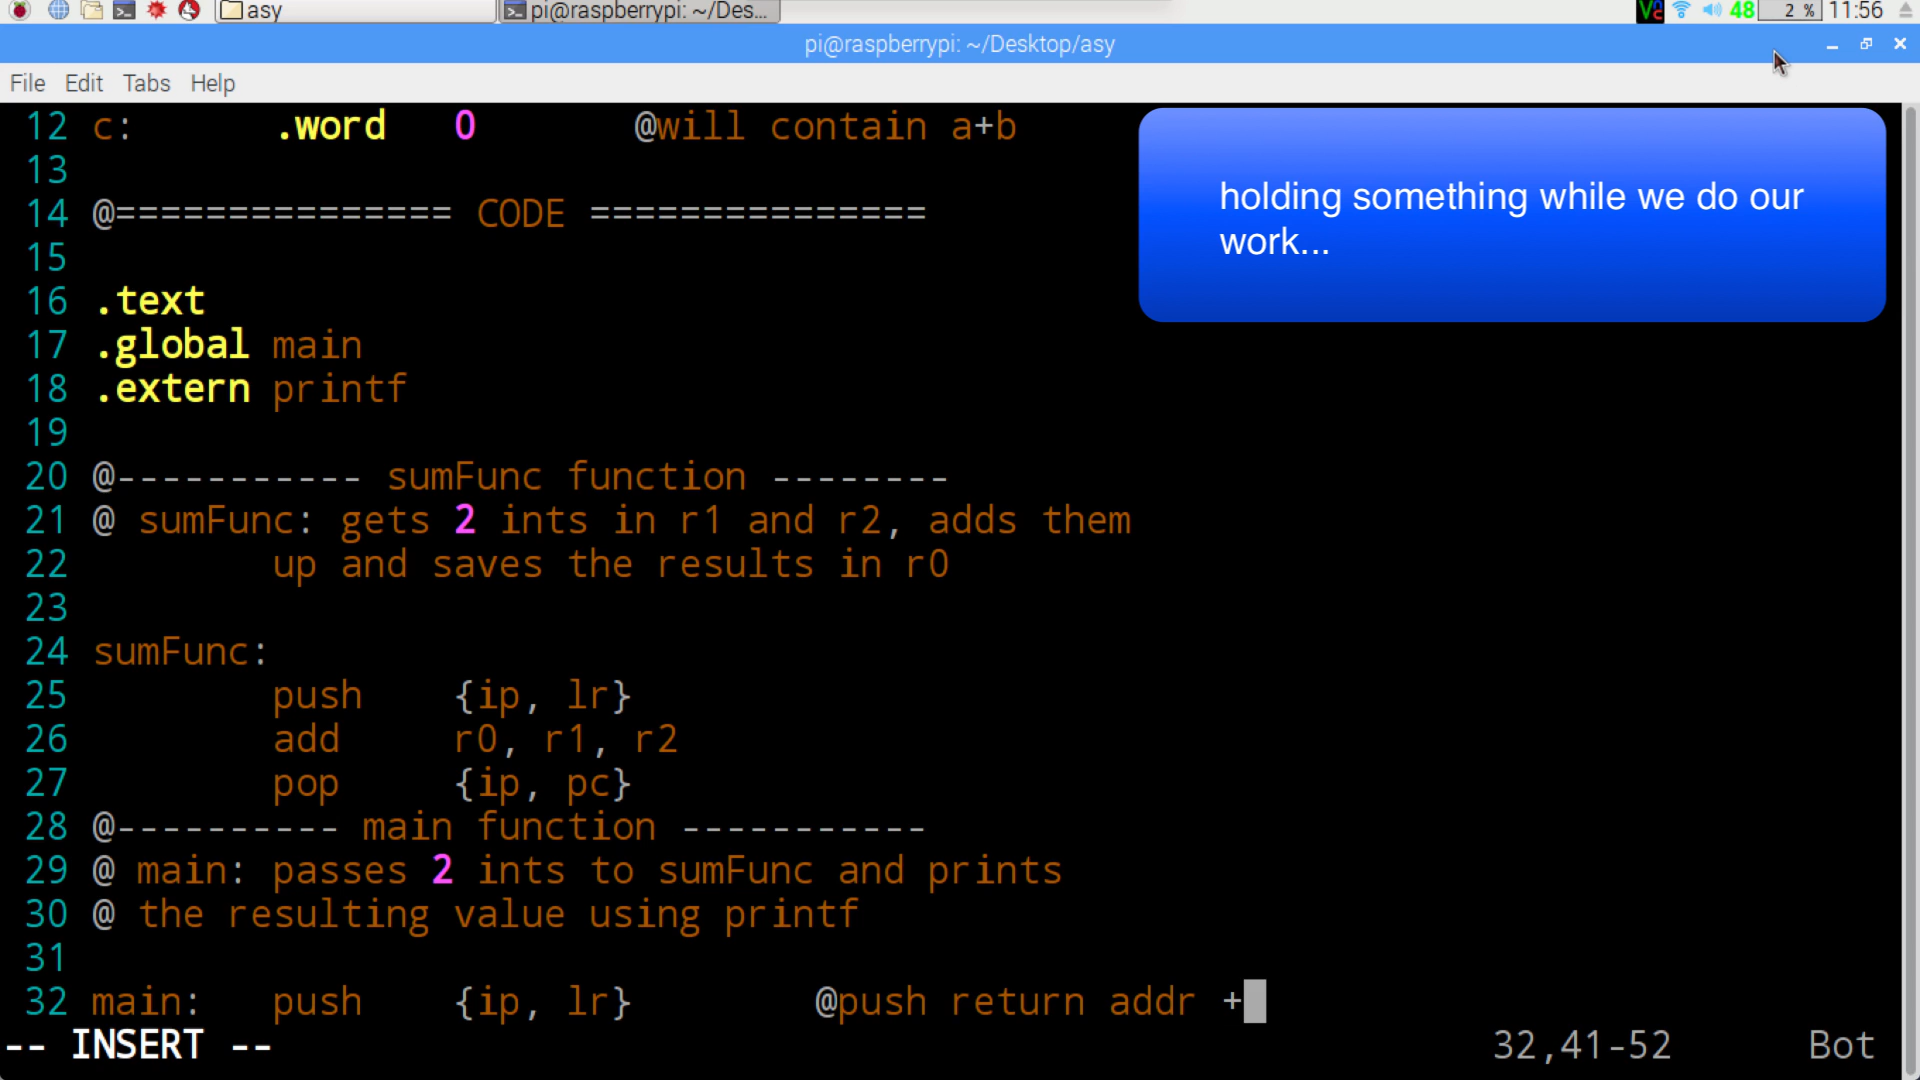 asy
pi@raspberrypi: ~/Des...
48
2 %
11:56
pi@raspberrypi: ~/Desktop/asy
File Edit Tabs Help
12 c: .word 0 @will contain a+b
13
14 @=============== CODE ===============
15
16 .text
17 .global main
18 .extern printf
19
20 @----------- sumFunc function --------
21 @ sumFunc: gets 2 ints in r1 and r2, adds them
22 up and saves the results in r0
23
24 sumFunc:
25 push {ip, lr}
26 add r0, r1, r2
27 pop {ip, pc}
28 @---------- main function -----------
29 @ main: passes 2 ints to sumFunc and prints
30 @ the resulting value using printf
31
32 main: push {ip, lr} @push return addr +
-- INSERT -- 32,41-52 Bot
holding something while we do our
work...